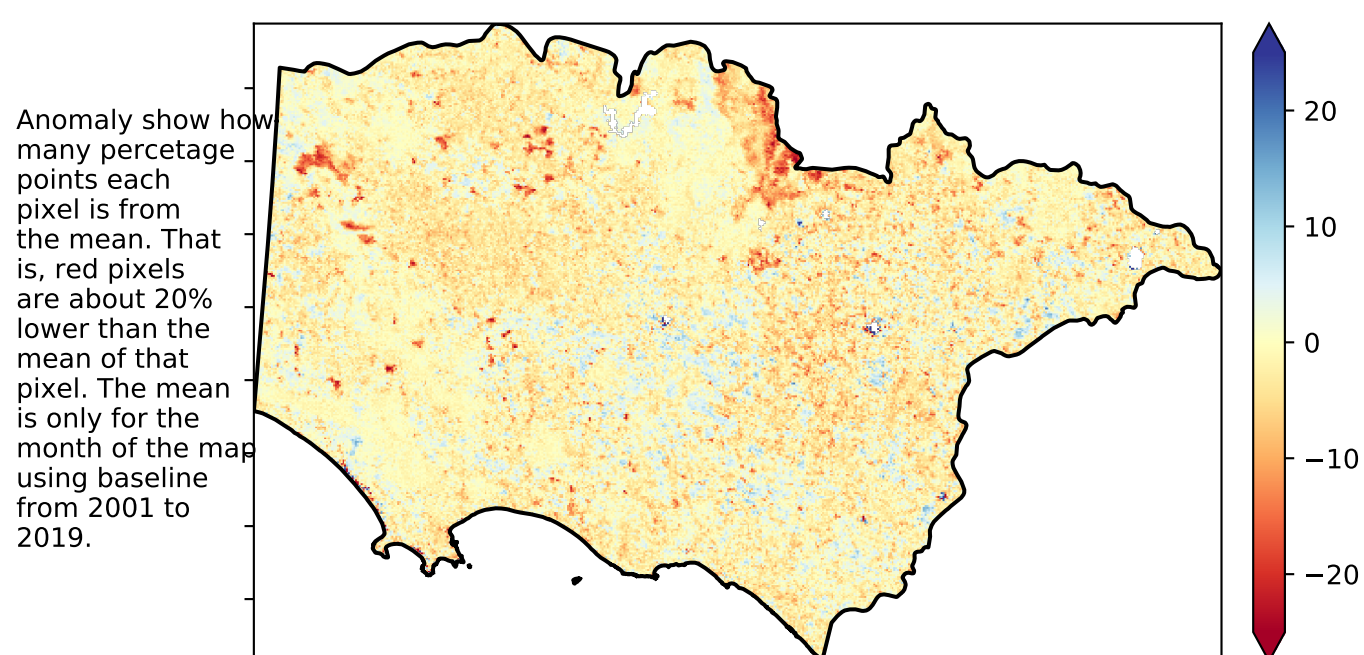 Anomaly show how
many percetage
points each
pixel is from
the mean. That
is, red pixels
are about 20%
lower than the
mean of that
pixel. The mean
is only for the
month of the map
using baseline
from 2001 to
2019.
20
10
0
−10
−20